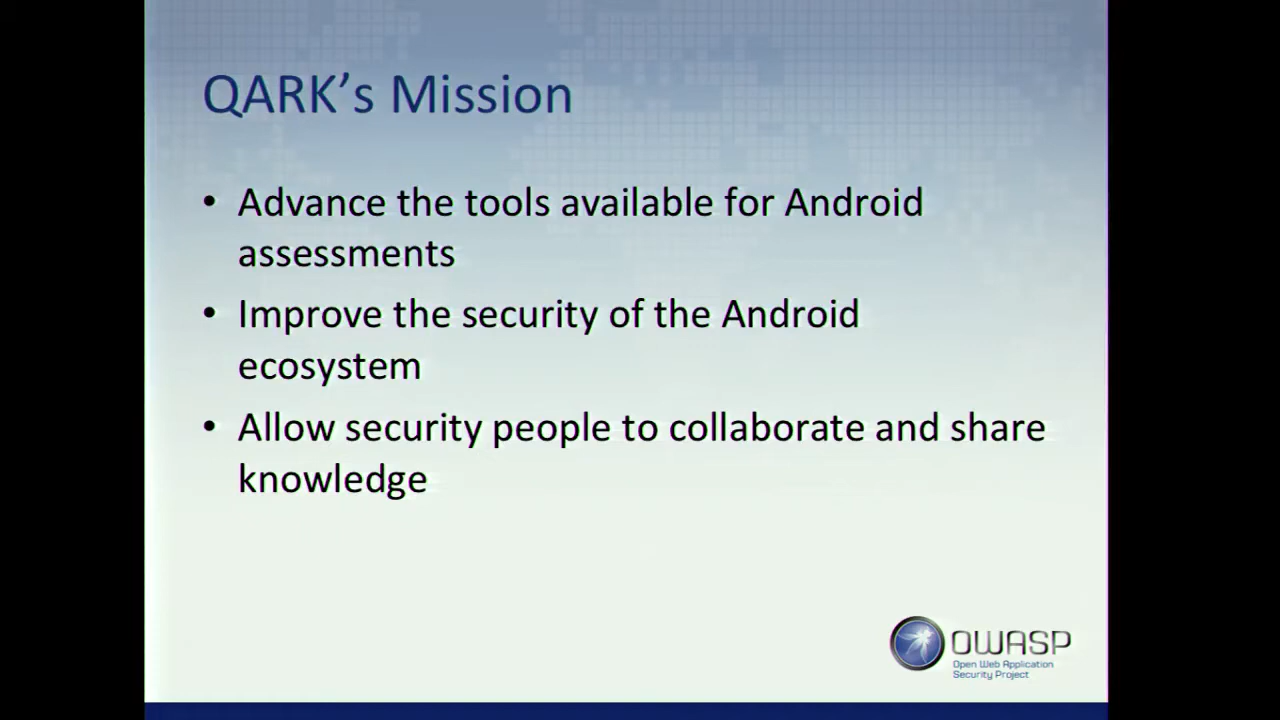 QARK’s Mission
• Advance the tools available for Android
assessments
• Improve the security of the Android
ecosystem
• Allow security people to collaborate and share
knowledge
OWASP
Open Web Application
Security Project